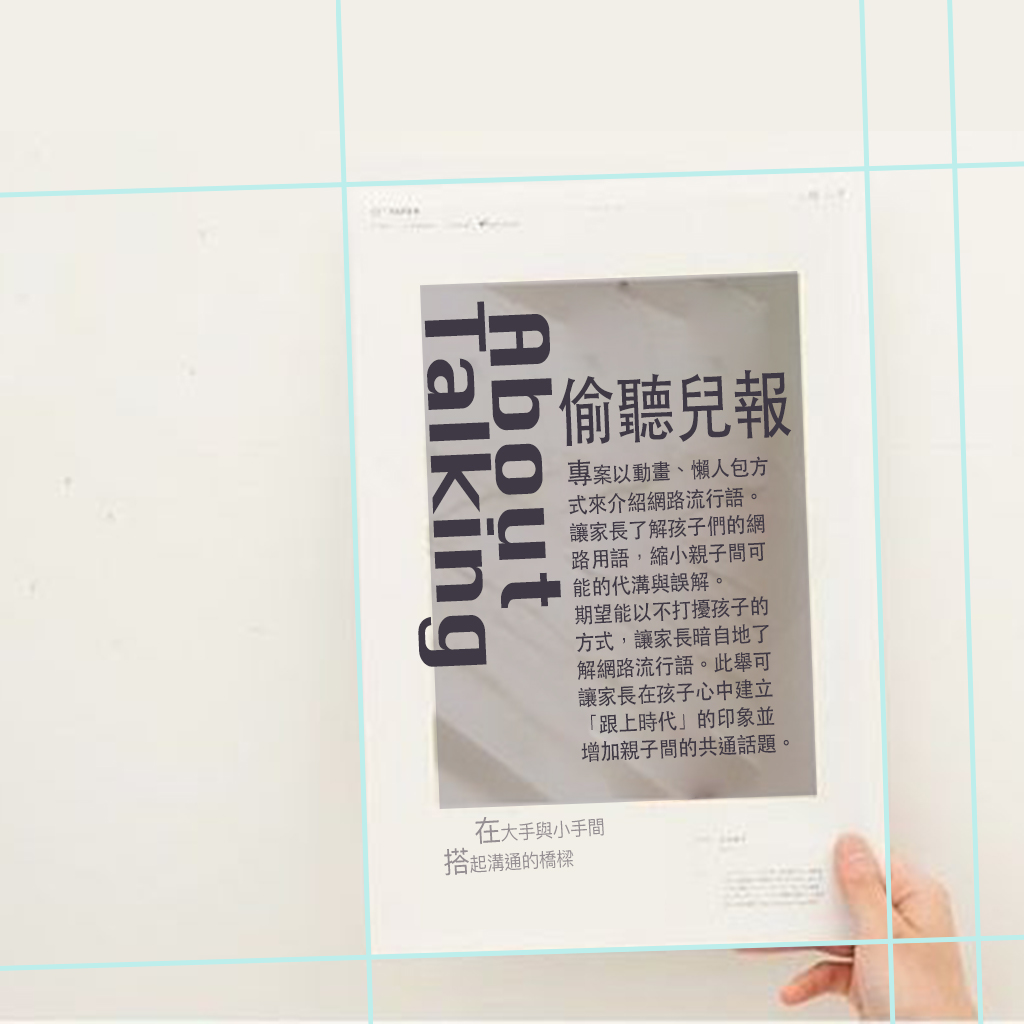 About
Talking
偷聽兒報
專案以動畫、懶人包方
式來介紹網路流行語。
讓家長了解孩子們的網
路用語，縮小親子間可
能的代溝與誤解。
期望能以不打擾孩子的
方式，讓家長暗自地了
解網路流行語。此舉可
讓家長在孩子心中建立
「跟上時代」的印象並
增加親子間的共通話題。
在大手與小手間
搭起溝通的橋樑